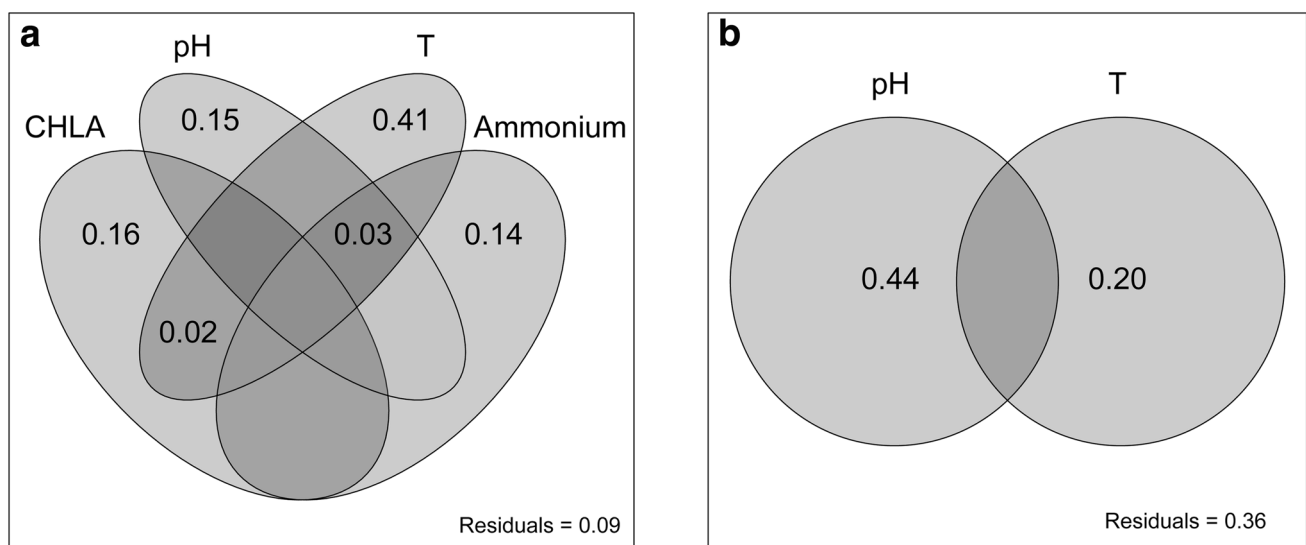 a
pH
T
CHLA
Ammonium
0.15
0.41
0.16
0.03
0.14
0.02
Residuals = 0.09
b
pH
T
0.44
0.20
Residuals = 0.36